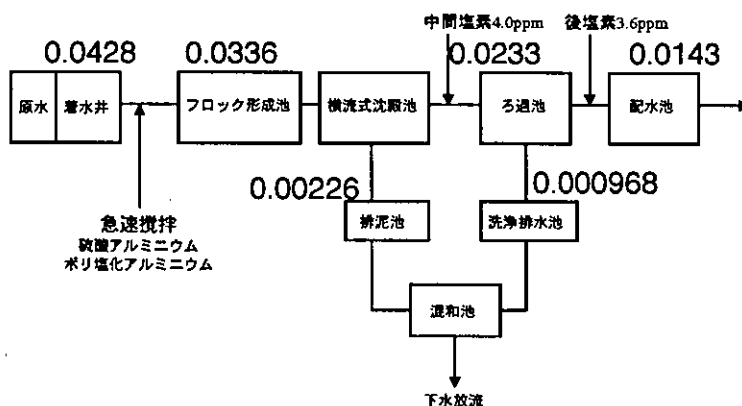 中間塩素4.0ppm
後塩素3.6ppm
0.0428
0.0336
0.0233
0.0143
原水
着水井
フロック形成池
横流式沈殿池
ろ過池
配水池
0.00226
0.000968
急速攪拌
硫酸アルミニウム
ポリ塩化アルミニウム
排泥池
洗浄排水池
混和池
下水放流